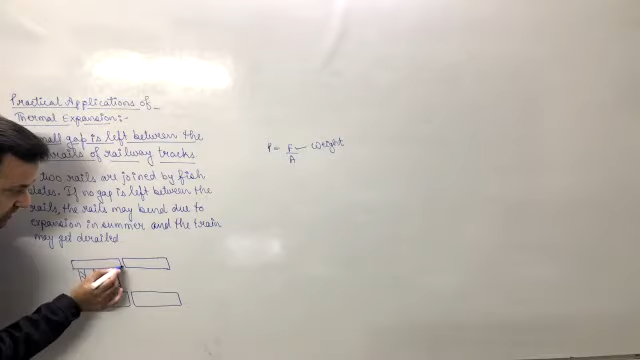 Practical Applications of
Thermal Expansion:-
small gap is left between the
rails of railway tracks.
two rails are joined by fish
plates. If no gap is left between the
rails, the rails may bend due to
expansion in summer and the train
may get derailed.
P = F/A Weight